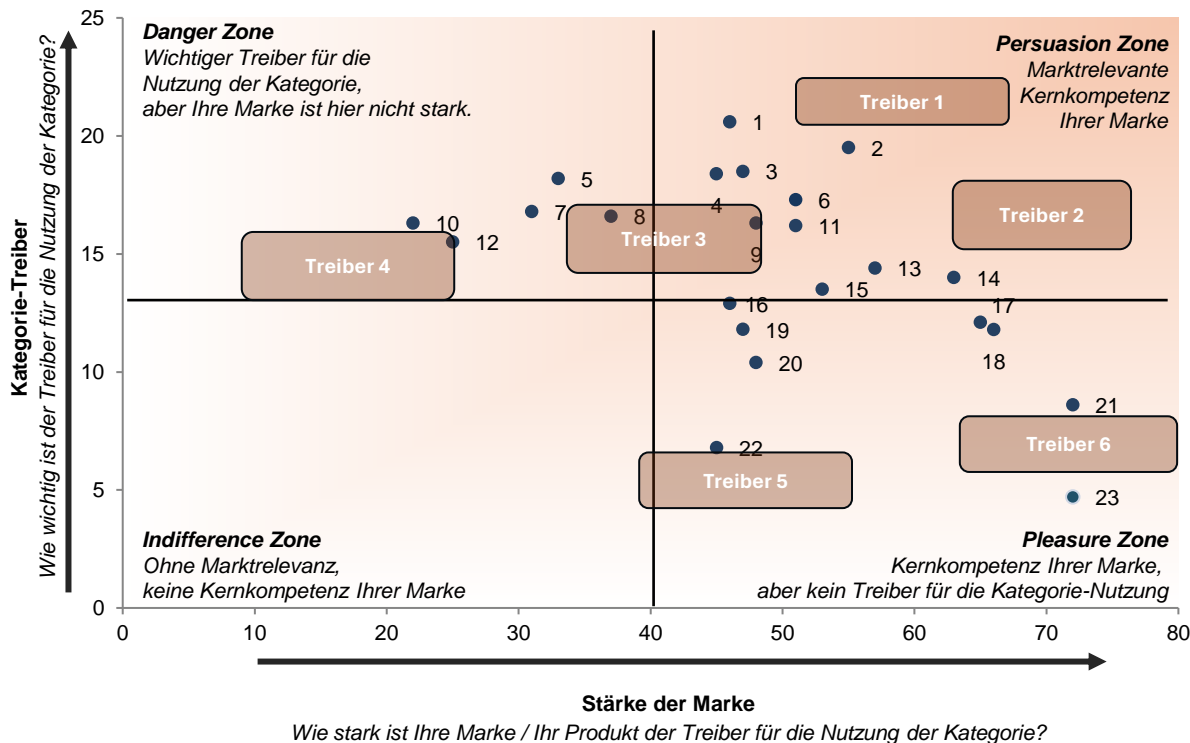 25
20
15
10
5
0
Kategorie-Treiber
Wie wichtig ist der Treiber für die Nutzung der Kategorie?
Danger Zone
Wichtiger Treiber für die
Nutzung der Kategorie,
aber Ihre Marke ist hier nicht stark.
Persuasion Zone
Marktrelevante
Kernkompetenz
Ihrer Marke
Treiber 1
1
2
3
4
5
6
7
8
Treiber 2
10
12
Treiber 3
9
11
Treiber 4
13
14
15
16
17
18
19
20
21
22
Treiber 5
Treiber 6
23
Indifference Zone
Ohne Marktrelevanz,
keine Kernkompetenz Ihrer Marke
Pleasure Zone
Kernkompetenz Ihrer Marke,
aber kein Treiber für die Kategorie-Nutzung
0 10 20 30 40 50 60 70 80
Stärke der Marke
Wie stark ist Ihre Marke / Ihr Produkt der Treiber für die Nutzung der Kategorie?